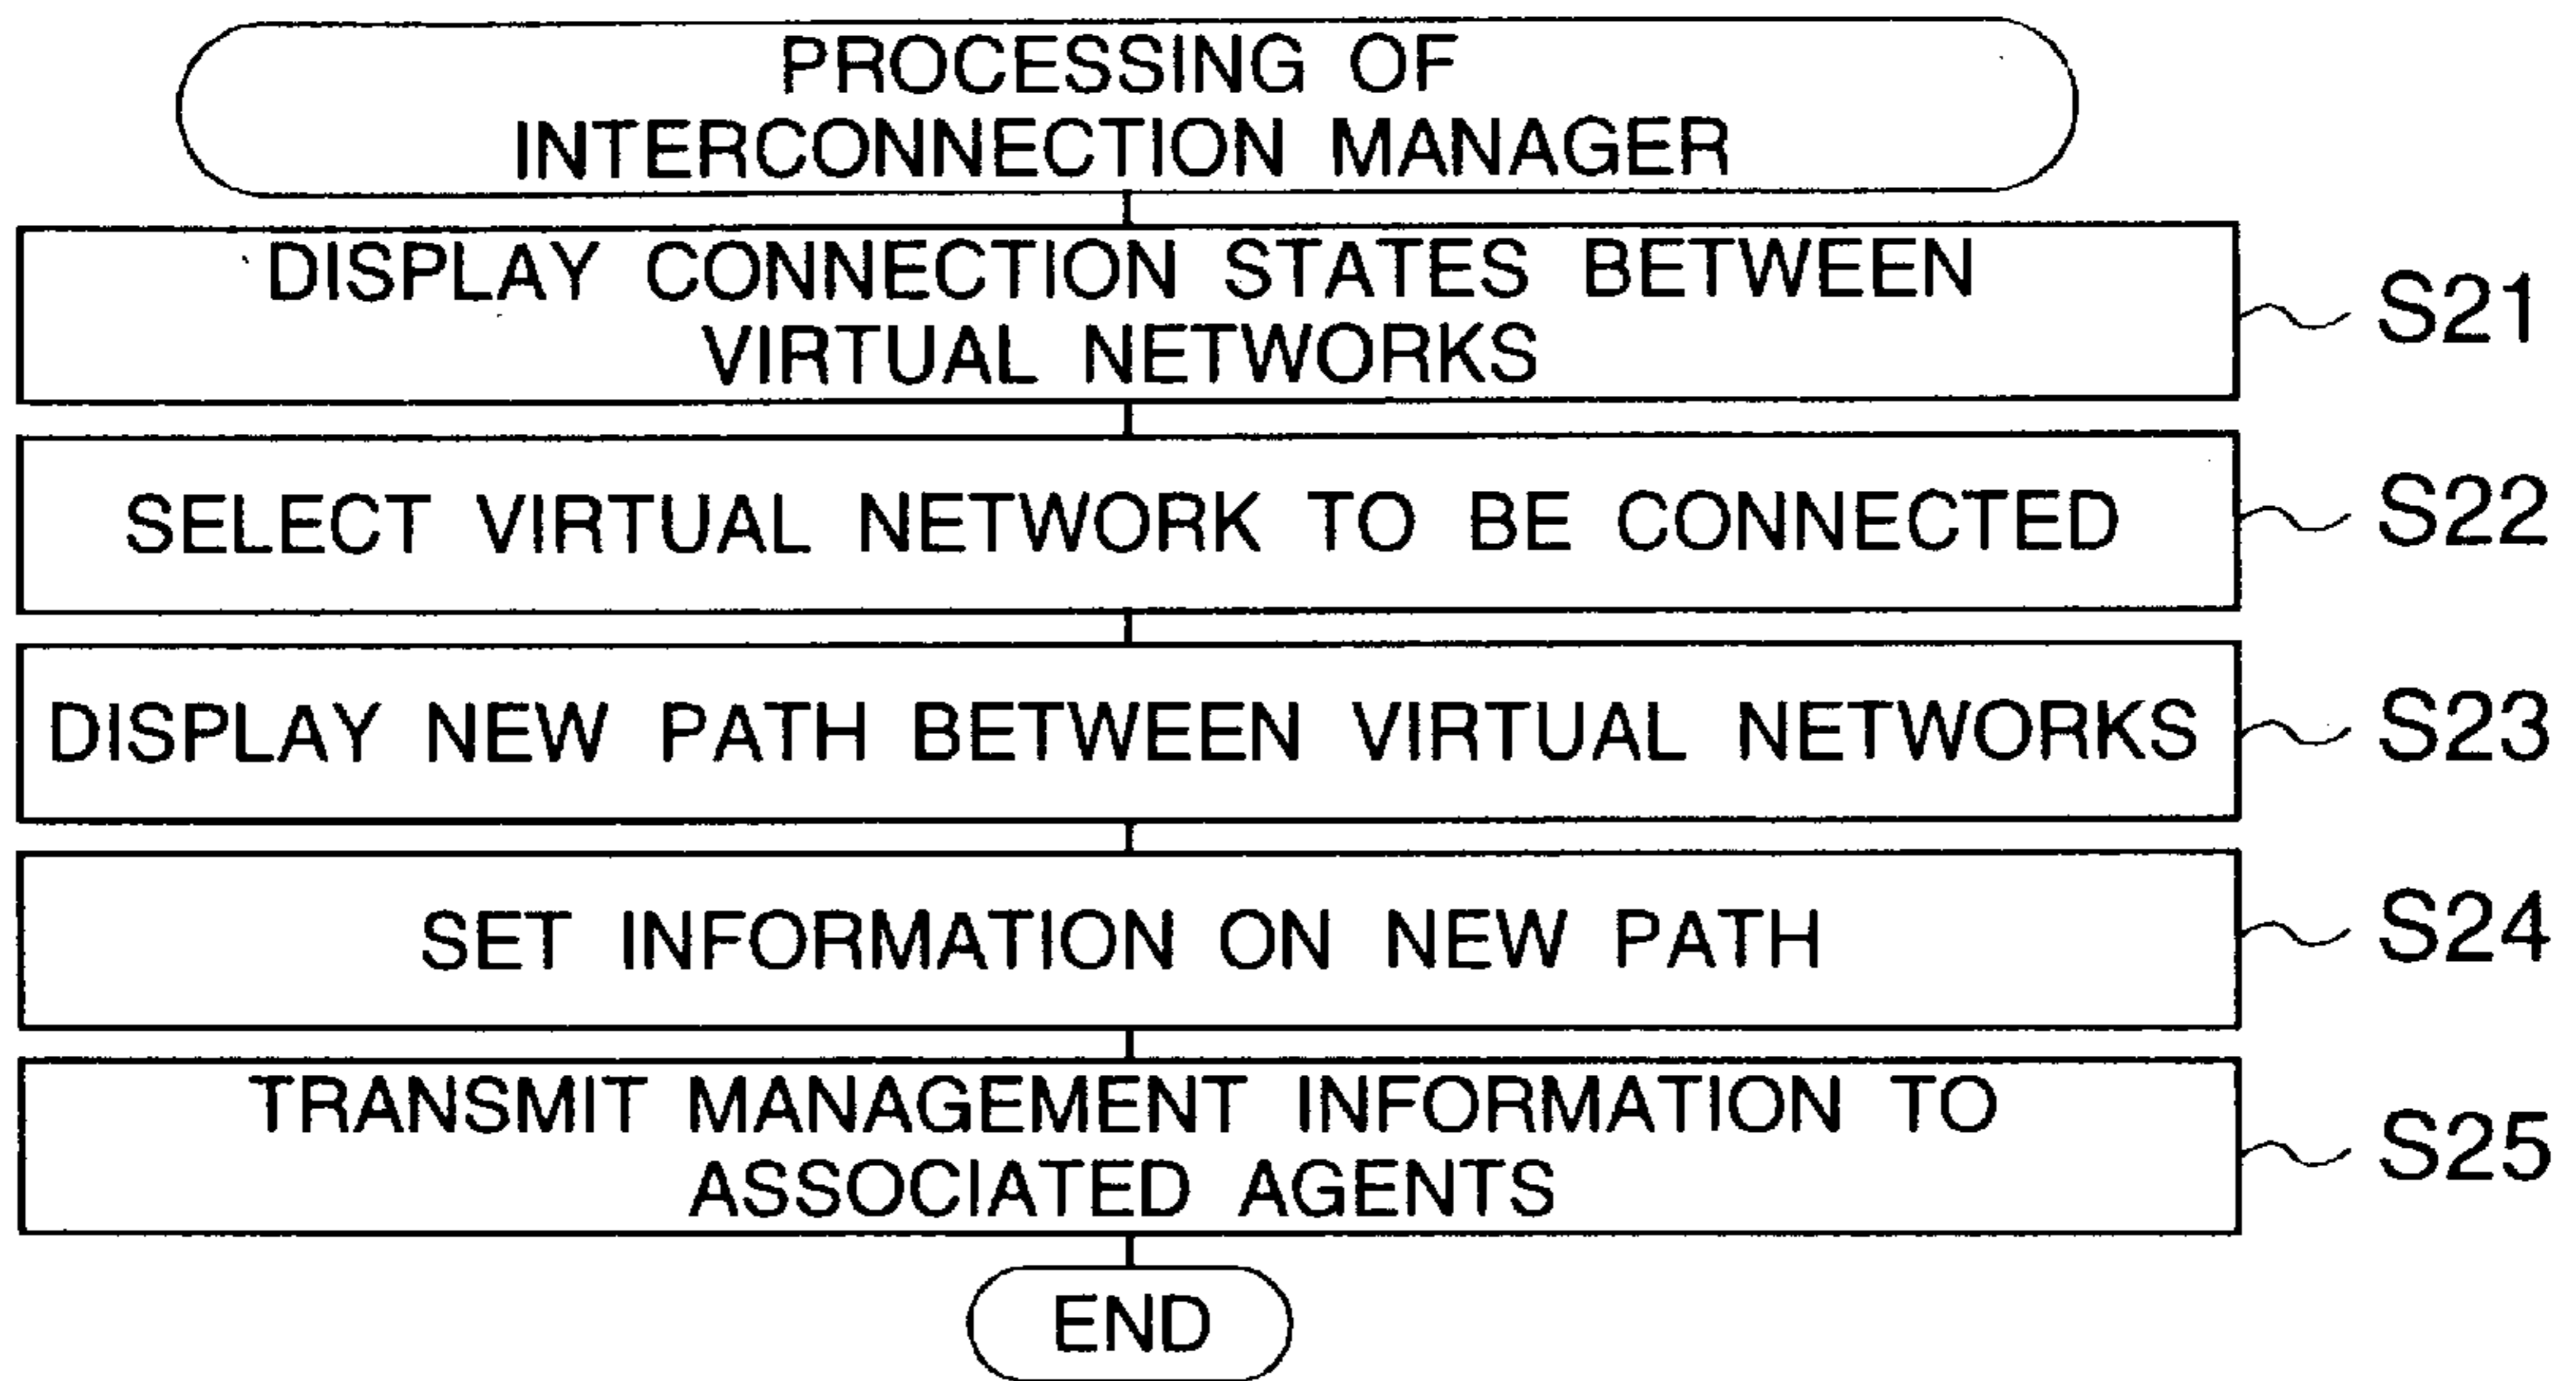 PROCESSING OF
INTERCONNECTION MANAGER
DISPLAY CONNECTION STATES BETWEEN
VIRTUAL NETWORKS
S21
SELECT VIRTUAL NETWORK TO BE CONNECTED
S22
DISPLAY NEW PATH BETWEEN VIRTUAL NETWORKS
S23
SET INFORMATION ON NEW PATH
S24
TRANSMIT MANAGEMENT INFORMATION TO
ASSOCIATED AGENTS
S25
END